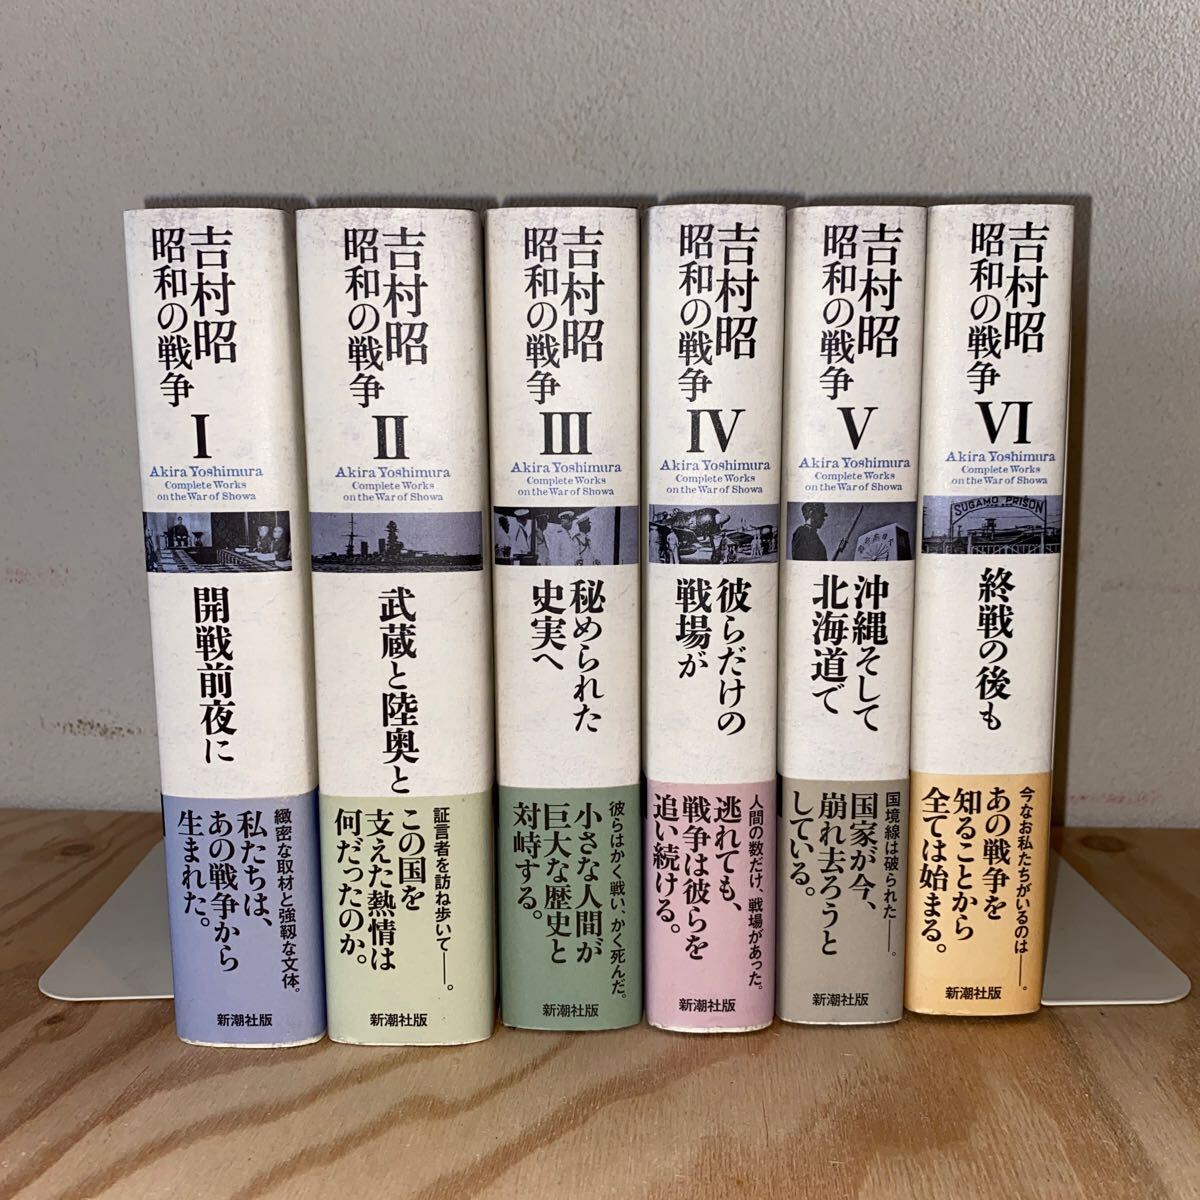 吉村昭
昭和の戦争
I
Akira Yoshimura
Complete Works
on the War of Showa
開戦前夜に
緻密な取材と強靱な文体。
私たちは、
あの戦争から
生まれた。
新潮社版
吉村昭
昭和の戦争
II
Akira Yoshimura
Complete Works
on the War of Showa
武蔵と陸奥と
証言者を訪ね歩いて――。
この国を
支えた熱情は
何だったのか。
新潮社版
吉村昭
昭和の戦争
III
Akira Yoshimura
Complete Works
on the War of Showa
秘められた
史実へ
彼らはかく戦い、かく死んだ。
小さな人間が
巨大な歴史と
対峙する。
新潮社版
吉村昭
昭和の戦争
IV
Akira Yoshimura
Complete Works
on the War of Showa
彼らだけの
戦場が
人間の数だけ、戦場があった。
逃れても、
戦争は彼らを
追い続ける。
新潮社版
吉村昭
昭和の戦争
V
Akira Yoshimura
Complete Works
on the War of Showa
沖縄そして
北海道で
国境線は破られた――。
国家が今、
崩れ去ろうと
している。
新潮社版
吉村昭
昭和の戦争
VI
Akira Yoshimura
Complete Works
on the War of Showa
SUGAMO PRISON
終戦の後も
今なお私たちがいるのは――。
あの戦争を
知ることから
全ては始まる。
新潮社版